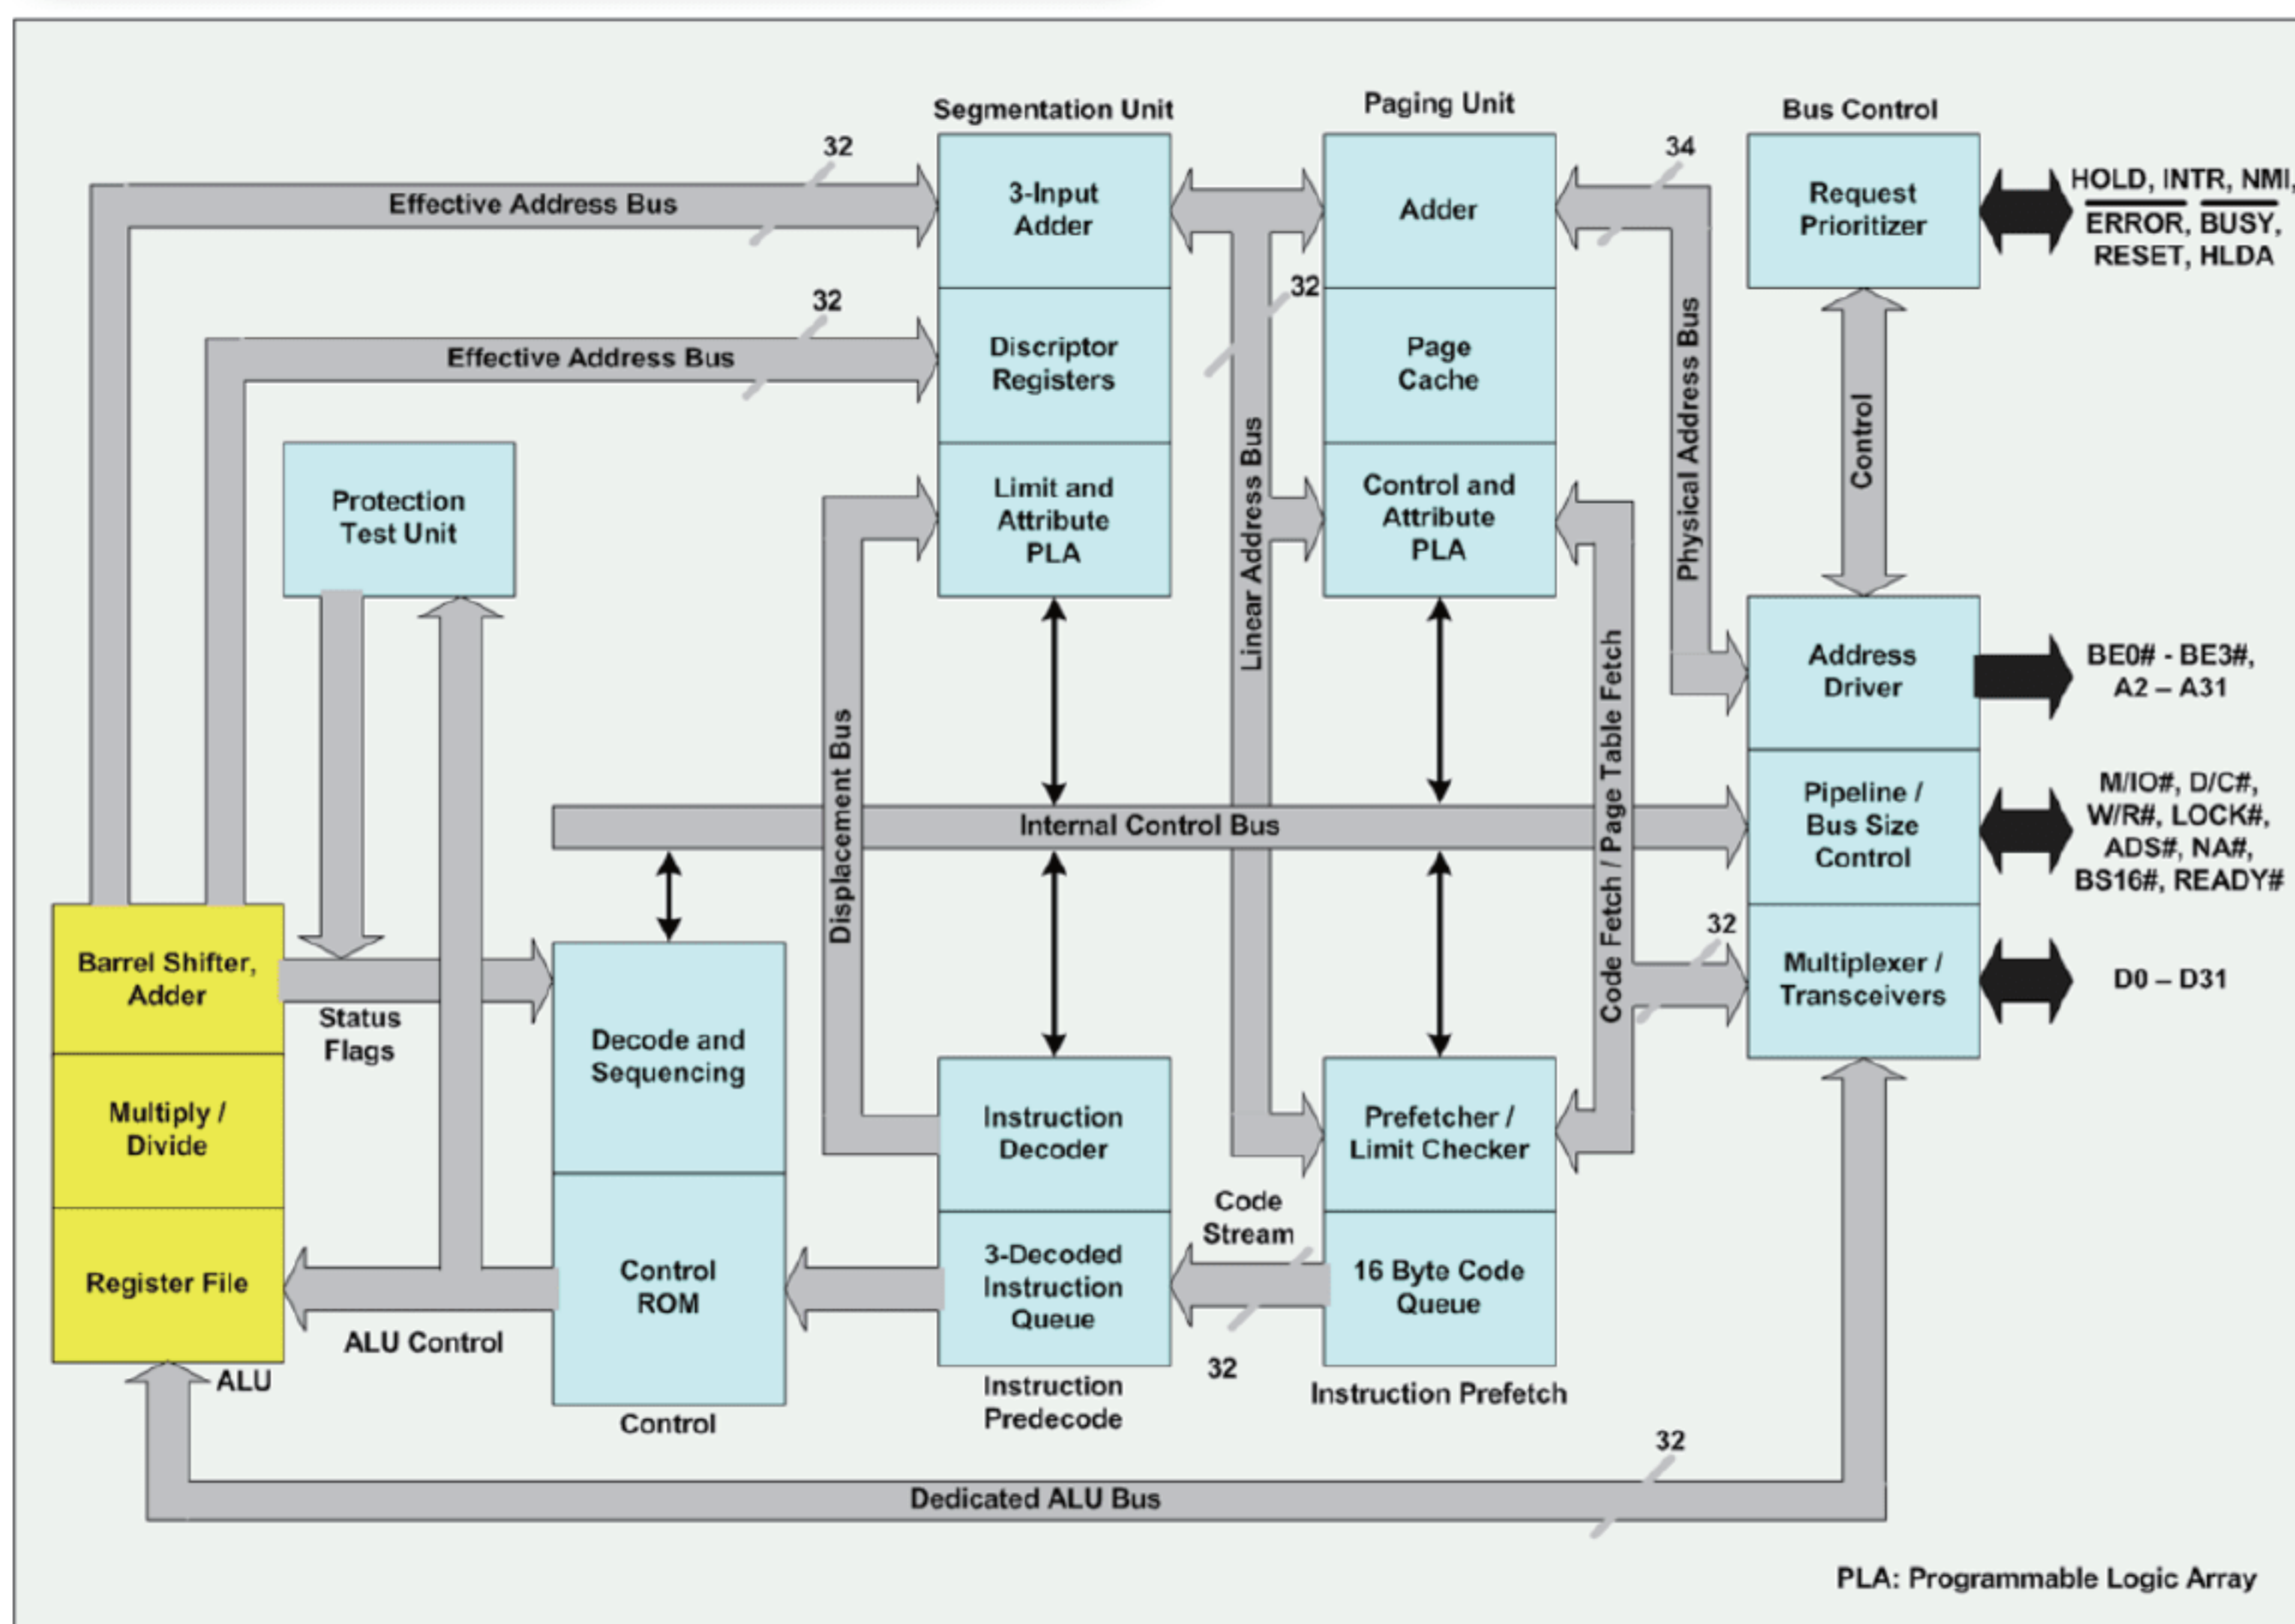 Segmentation Unit
Paging Unit
Bus Control
32
Effective Address Bus
3-Input
Adder
Adder
34
Request
Prioritizer
HOLD, INTR, NMI,
ERROR, BUSY,
RESET, HLDA
32
Effective Address Bus
Discriptor
Registers
32
Page
Cache
Physical Address Bus
Control
Protection
Test Unit
Limit and
Attribute
PLA
Linear Address Bus
Control and
Attribute
PLA
Code Fetch / Page Table Fetch
Address
Driver
BE0# - BE3#,
A2 – A31
Displacement Bus
Internal Control Bus
Pipeline /
Bus Size
Control
M/IO#, D/C#,
W/R#, LOCK#,
ADS#, NA#,
BS16#, READY#
32
Multiplexer /
Transceivers
D0 – D31
Barrel Shifter,
Adder
Status
Flags
Decode and
Sequencing
Multiply /
Divide
Instruction
Decoder
Prefetcher /
Limit Checker
Code
Stream
Register File
ALU Control
Control
ROM
3-Decoded
Instruction
Queue
16 Byte Code
Queue
32
ALU
Control
Instruction
Predecode
Instruction Prefetch
32
Dedicated ALU Bus
PLA: Programmable Logic Array